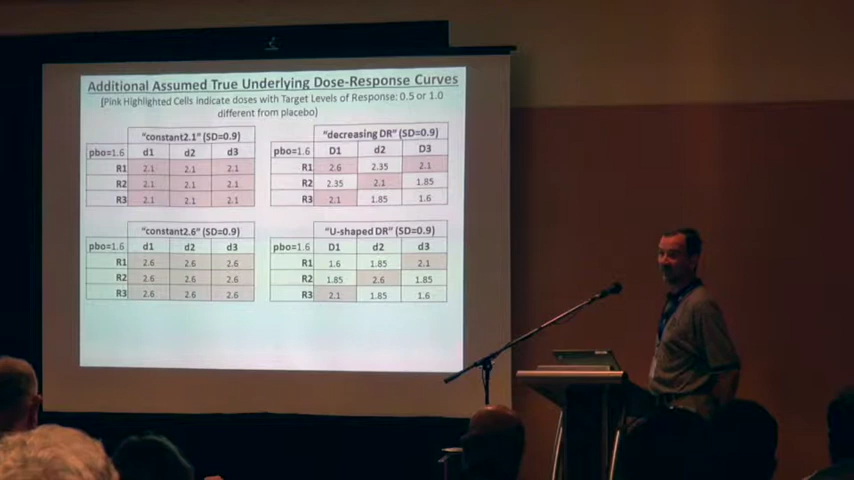 Additional Assumed True Underlying Dose-Response Curves
(Pink Highlighted Cells indicate doses with Target Levels of Response: 0.5 or 1.0
different from placebo)
"constant2.1" (SD=0.9)
pbo=1.6 d1 d2 d3
R1 2.1 2.1 2.1
R2 2.1 2.1 2.1
R3 2.1 2.1 2.1
"decreasing DR" (SD=0.9)
pbo=1.6 D1 d2 D3
R1 2.6 2.35 2.1
R2 2.35 2.1 1.85
R3 2.1 1.85 1.6
"constant2.6" (SD=0.9)
pbo=1.6 d1 d2 d3
R1 2.6 2.6 2.6
R2 2.6 2.6 2.6
R3 2.6 2.6 2.6
"U-shaped DR" (SD=0.9)
pbo=1.6 D1 d2 d3
R1 1.6 1.85 2.1
R2 1.85 2.6 1.85
R3 2.1 1.85 1.6